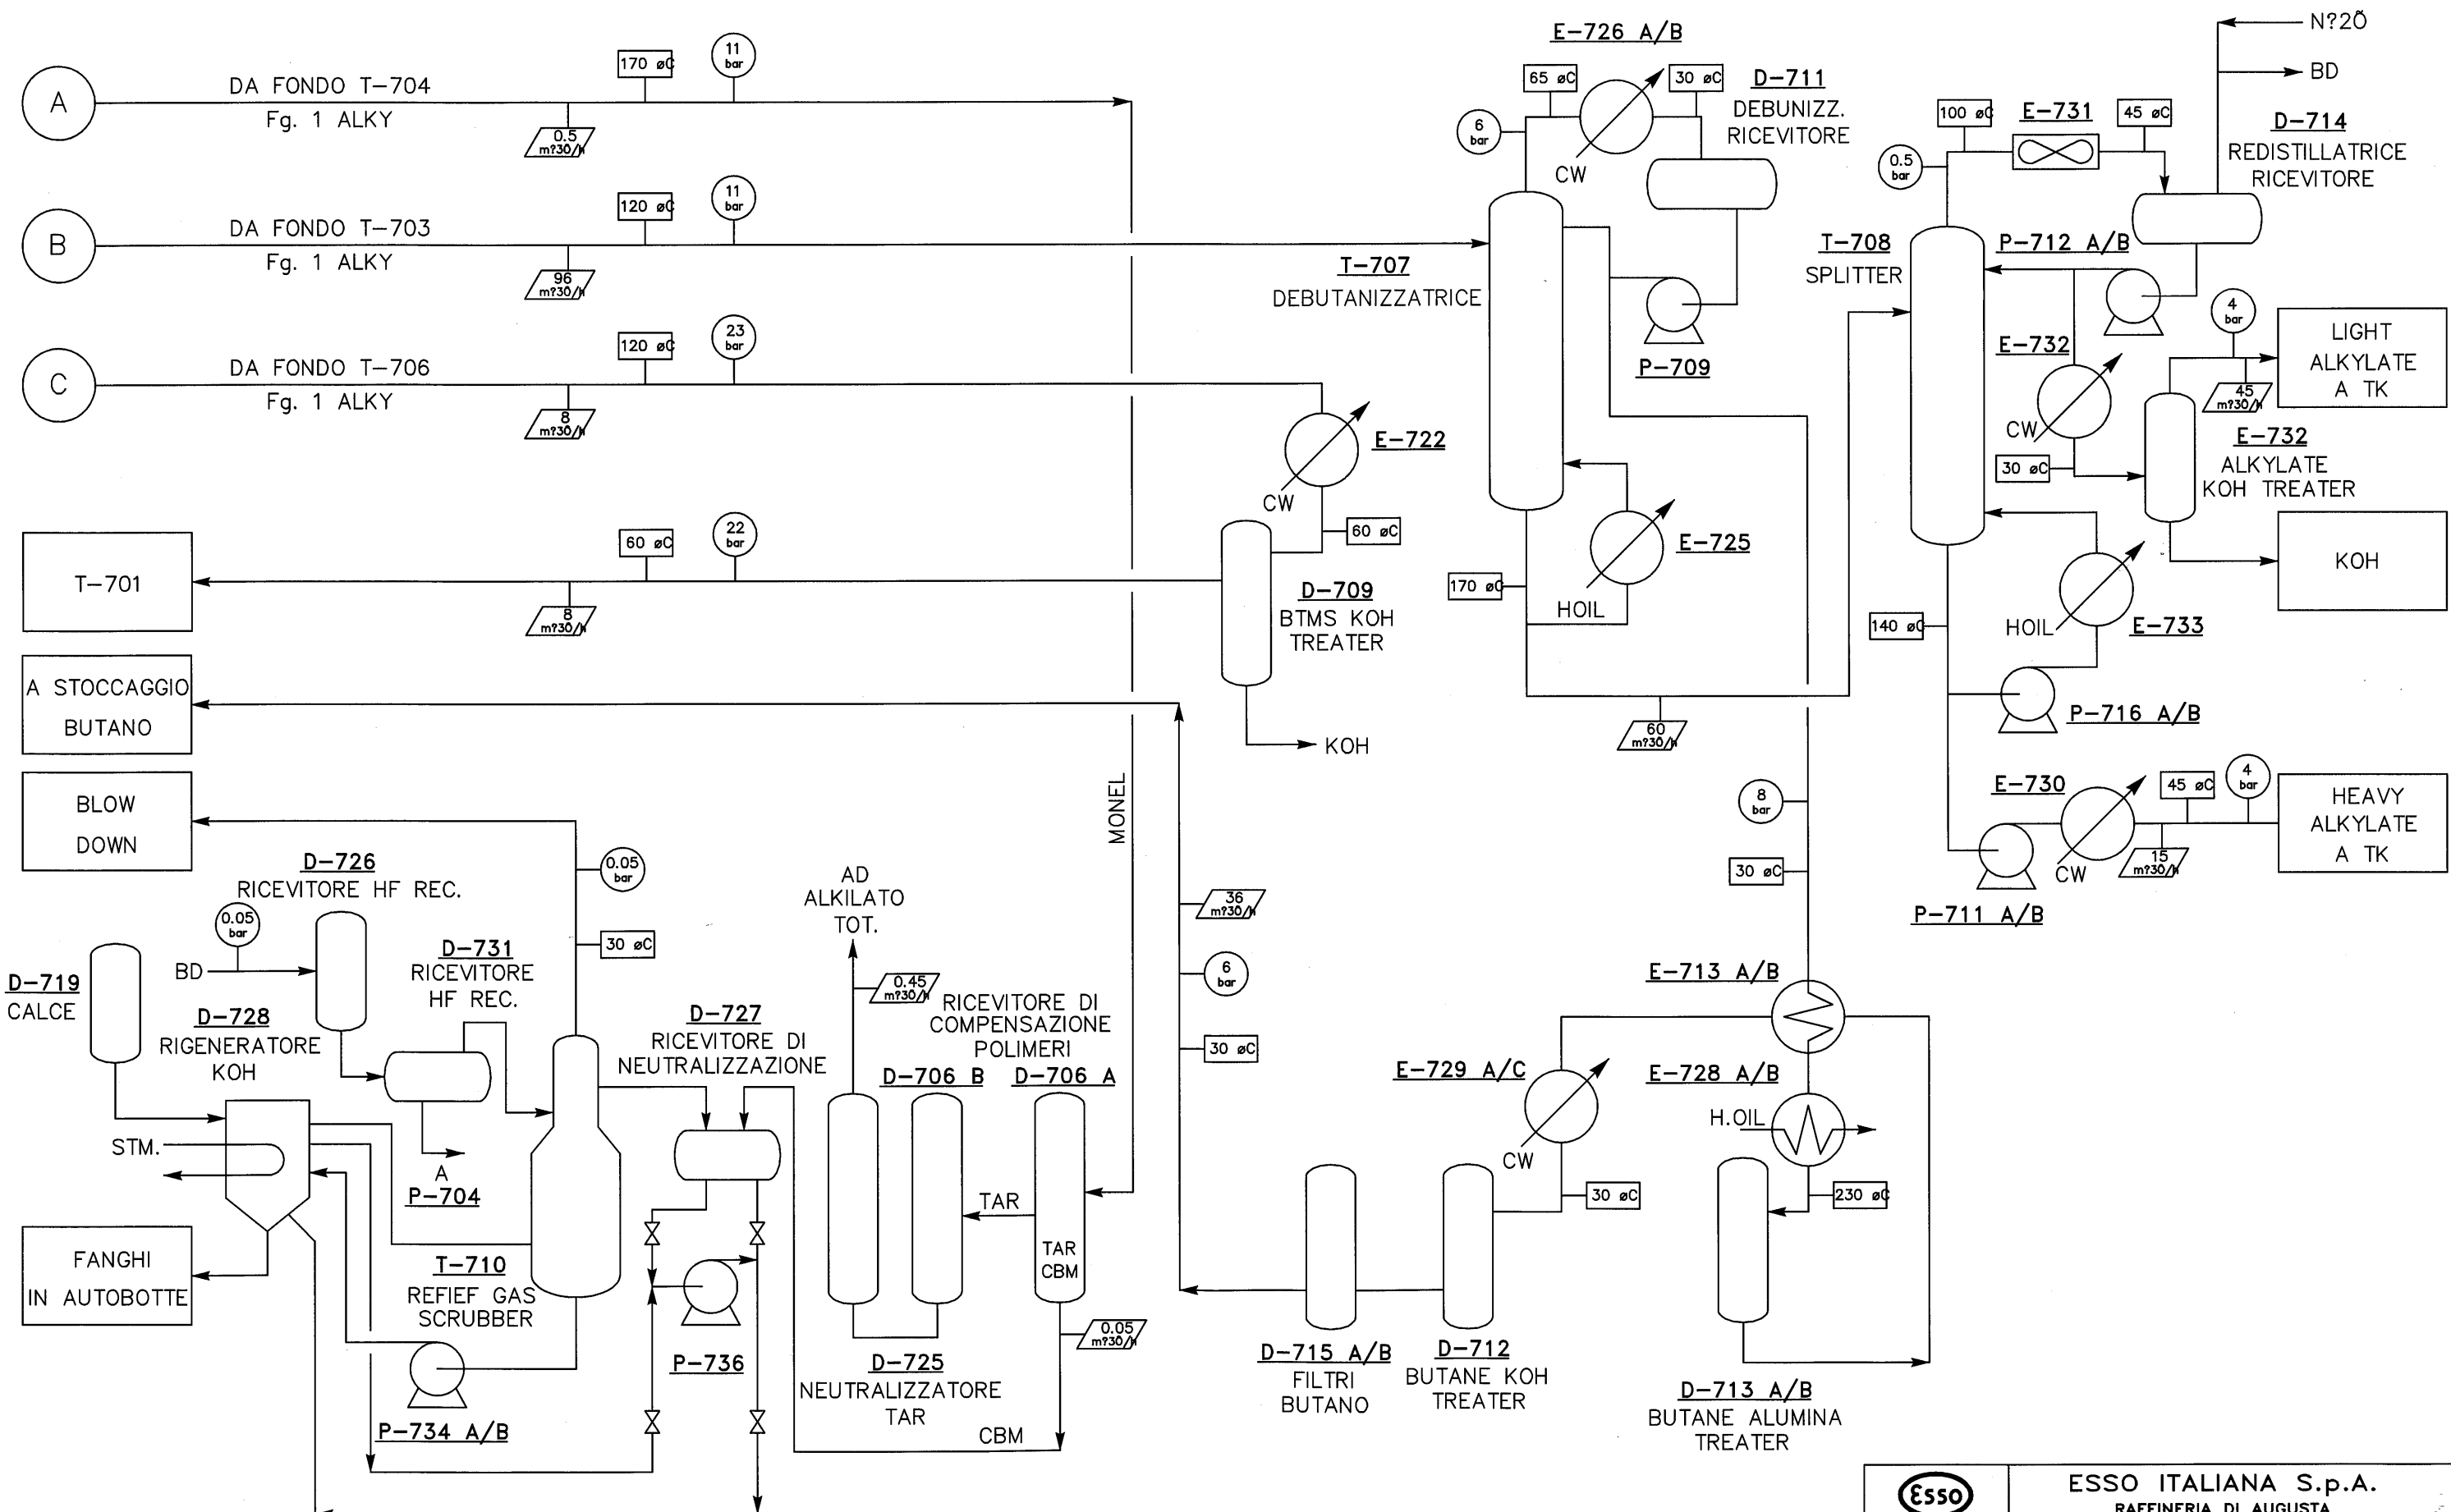 A
DA FONDO T-704
Fg. 1 ALKY
170 øC
11
bar
0.5
m?3Õ/h
B
DA FONDO T-703
Fg. 1 ALKY
120 øC
11
bar
96
m?3Õ/h
C
DA FONDO T-706
Fg. 1 ALKY
120 øC
23
bar
8
m?3Õ/h
E-722
CW
60 øC
T-701
60 øC
22
bar
8
m?3Õ/h
D-709
BTMS KOH
TREATER
KOH
A STOCCAGGIO
BUTANO
BLOW
DOWN
MONEL
E-726 A/B
65 øC
30 øC
6
bar
CW
D-711
DEBUNIZZ.
RICEVITORE
T-707
DEBUTANIZZATRICE
P-709
E-725
170 øC
HOIL
60
m?3Õ/h
N?2Õ
BD
100 øC
E-731
45 øC
0.5
bar
D-714
REDISTILLATRICE
RICEVITORE
T-708
SPLITTER
P-712 A/B
4
bar
LIGHT
ALKYLATE
A TK
45
m?3Õ/h
E-732
CW
30 øC
E-732
ALKYLATE
KOH TREATER
KOH
140 øC
HOIL
E-733
P-716 A/B
E-730
45 øC
4
bar
HEAVY
ALKYLATE
A TK
15
m?3Õ/h
CW
P-711 A/B
8
bar
30 øC
E-713 A/B
E-729 A/C
CW
E-728 A/B
H.OIL
30 øC
230 øC
D-715 A/B
FILTRI
BUTANO
D-712
BUTANE KOH
TREATER
D-713 A/B
BUTANE ALUMINA
TREATER
36
m?3Õ/h
6
bar
30 øC
D-726
RICEVITORE HF REC.
0.05
bar
BD
0.05
bar
30 øC
D-719
CALCE
D-728
RIGENERATORE
KOH
D-731
RICEVITORE
HF REC.
STM.
A
P-704
FANGHI
IN AUTOBOTTE
T-710
REFIEF GAS
SCRUBBER
P-734 A/B
D-727
RICEVITORE DI
NEUTRALIZZAZIONE
P-736
AD
ALKILATO
TOT.
0.45
m?3Õ/h
RICEVITORE DI
COMPENSAZIONE
POLIMERI
D-706 B
D-706 A
TAR
TAR
CBM
0.05
m?3Õ/h
D-725
NEUTRALIZZATORE
TAR
CBM
Esso
ESSO ITALIANA S.p.A.
RAFFINERIA DI AUGUSTA